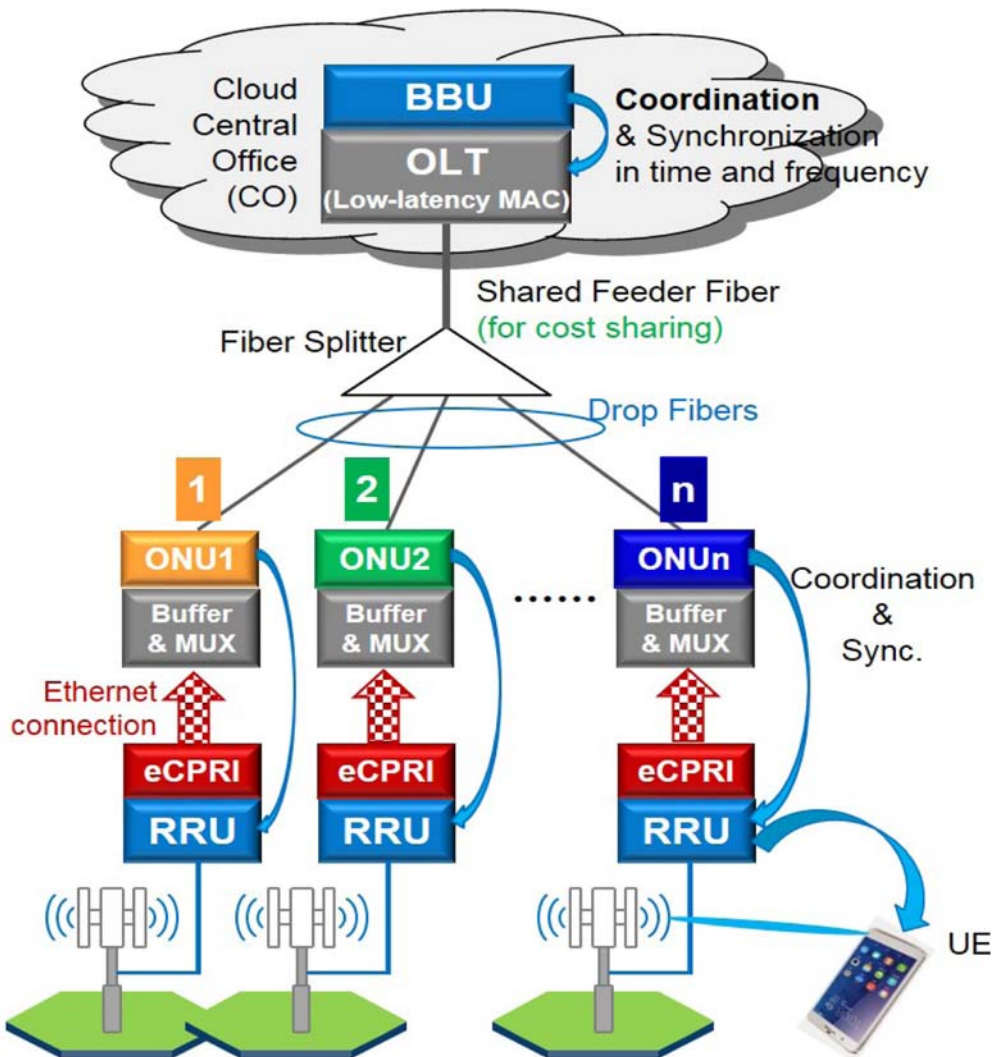 Cloud
Central
Office
(CO)
BBU
OLT
(Low-latency MAC)
Coordination
& Synchronization
in time and frequency
Shared Feeder Fiber
(for cost sharing)
Fiber Splitter
Drop Fibers
1
2
n
ONU1
ONU2
ONUn
Buffer
& MUX
Buffer
& MUX
......
Buffer
& MUX
Coordination
&
Sync.
Ethernet
connection
eCPRI
eCPRI
eCPRI
RRU
RRU
RRU
UE